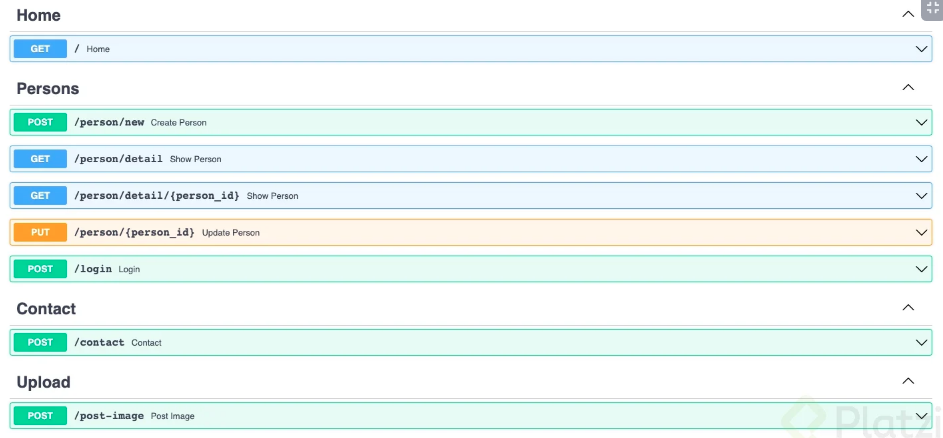 Home
GET / Home
Persons
POST /person/new Create Person
GET /person/detail Show Person
GET /person/detail/{person_id} Show Person
PUT /person/{person_id} Update Person
POST /login Login
Contact
POST /contact Contact
Upload
POST /post-image Post Image
Platzi